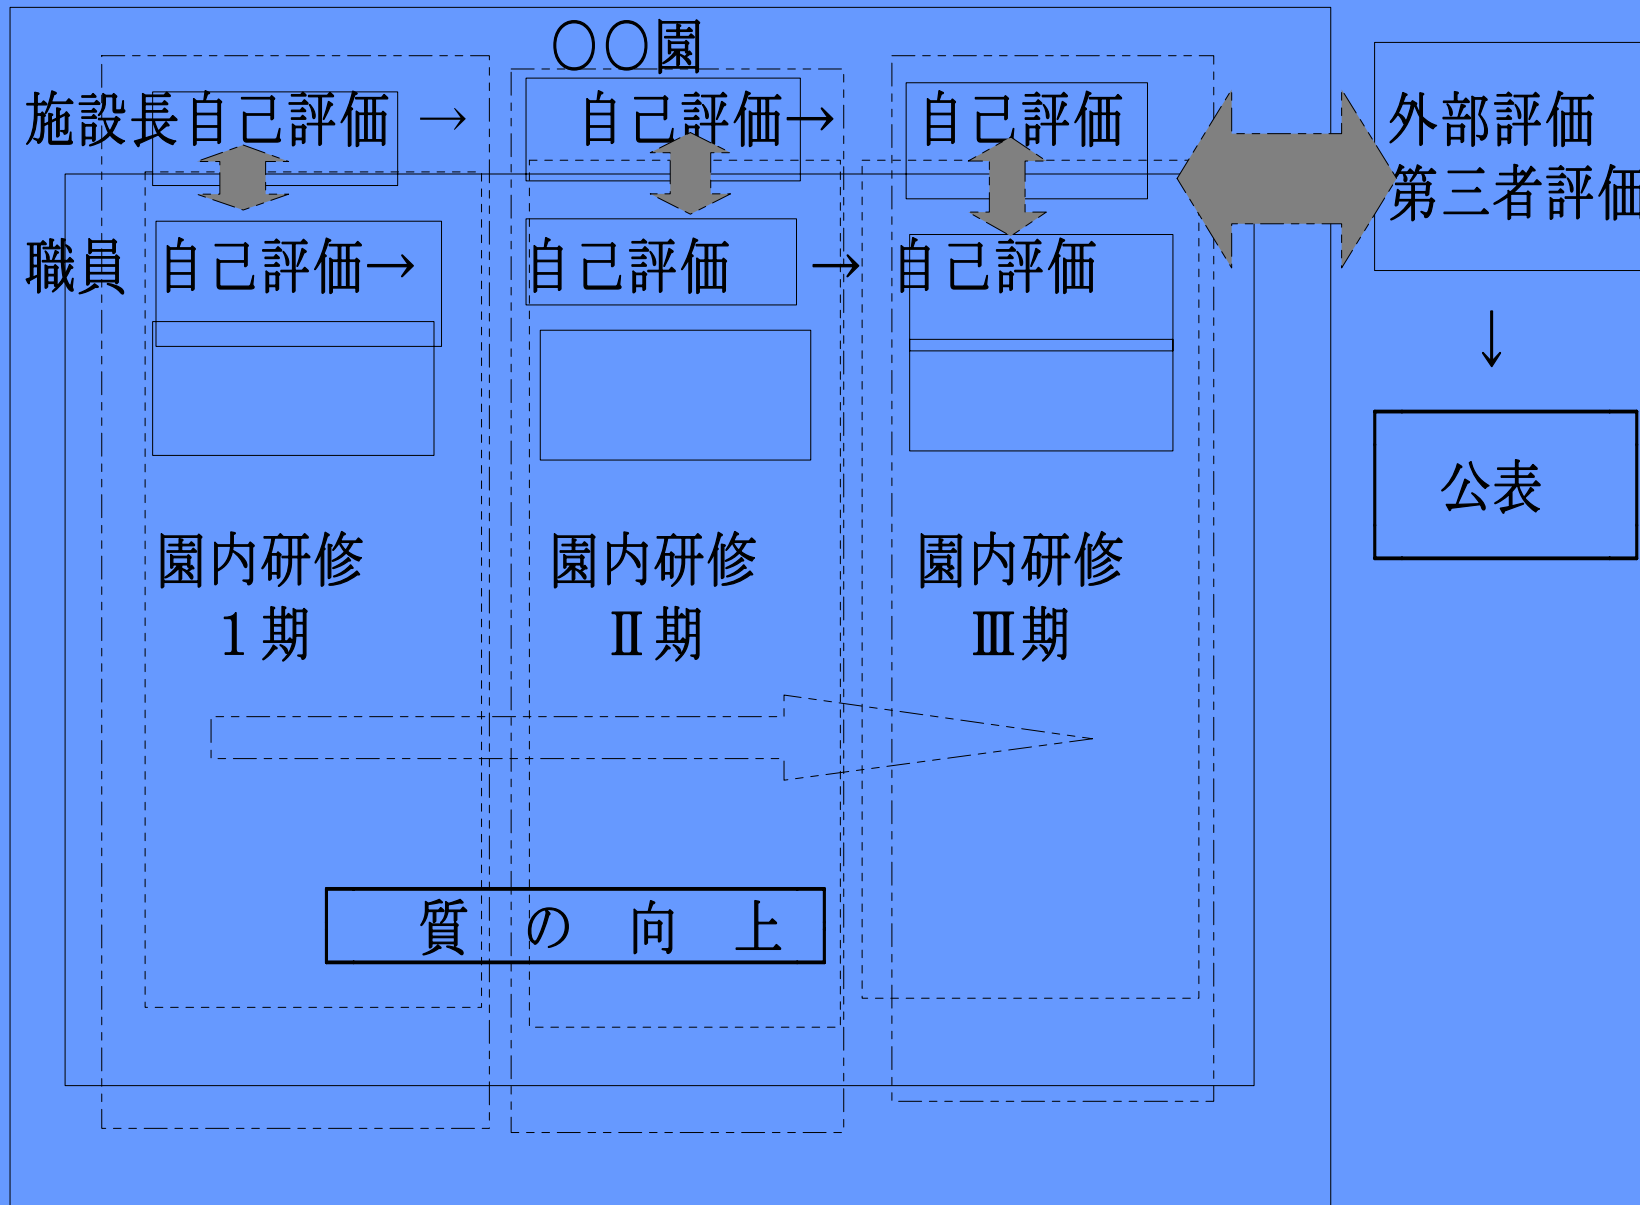 〇〇園
施設長自己評価 → 自己評価→ 自己評価
職員 自己評価→ 自己評価 → 自己評価
外部評価
第三者評価
↓
公表
園内研修 園内研修 園内研修
1期 Ⅱ期 Ⅲ期
質 の 向 上